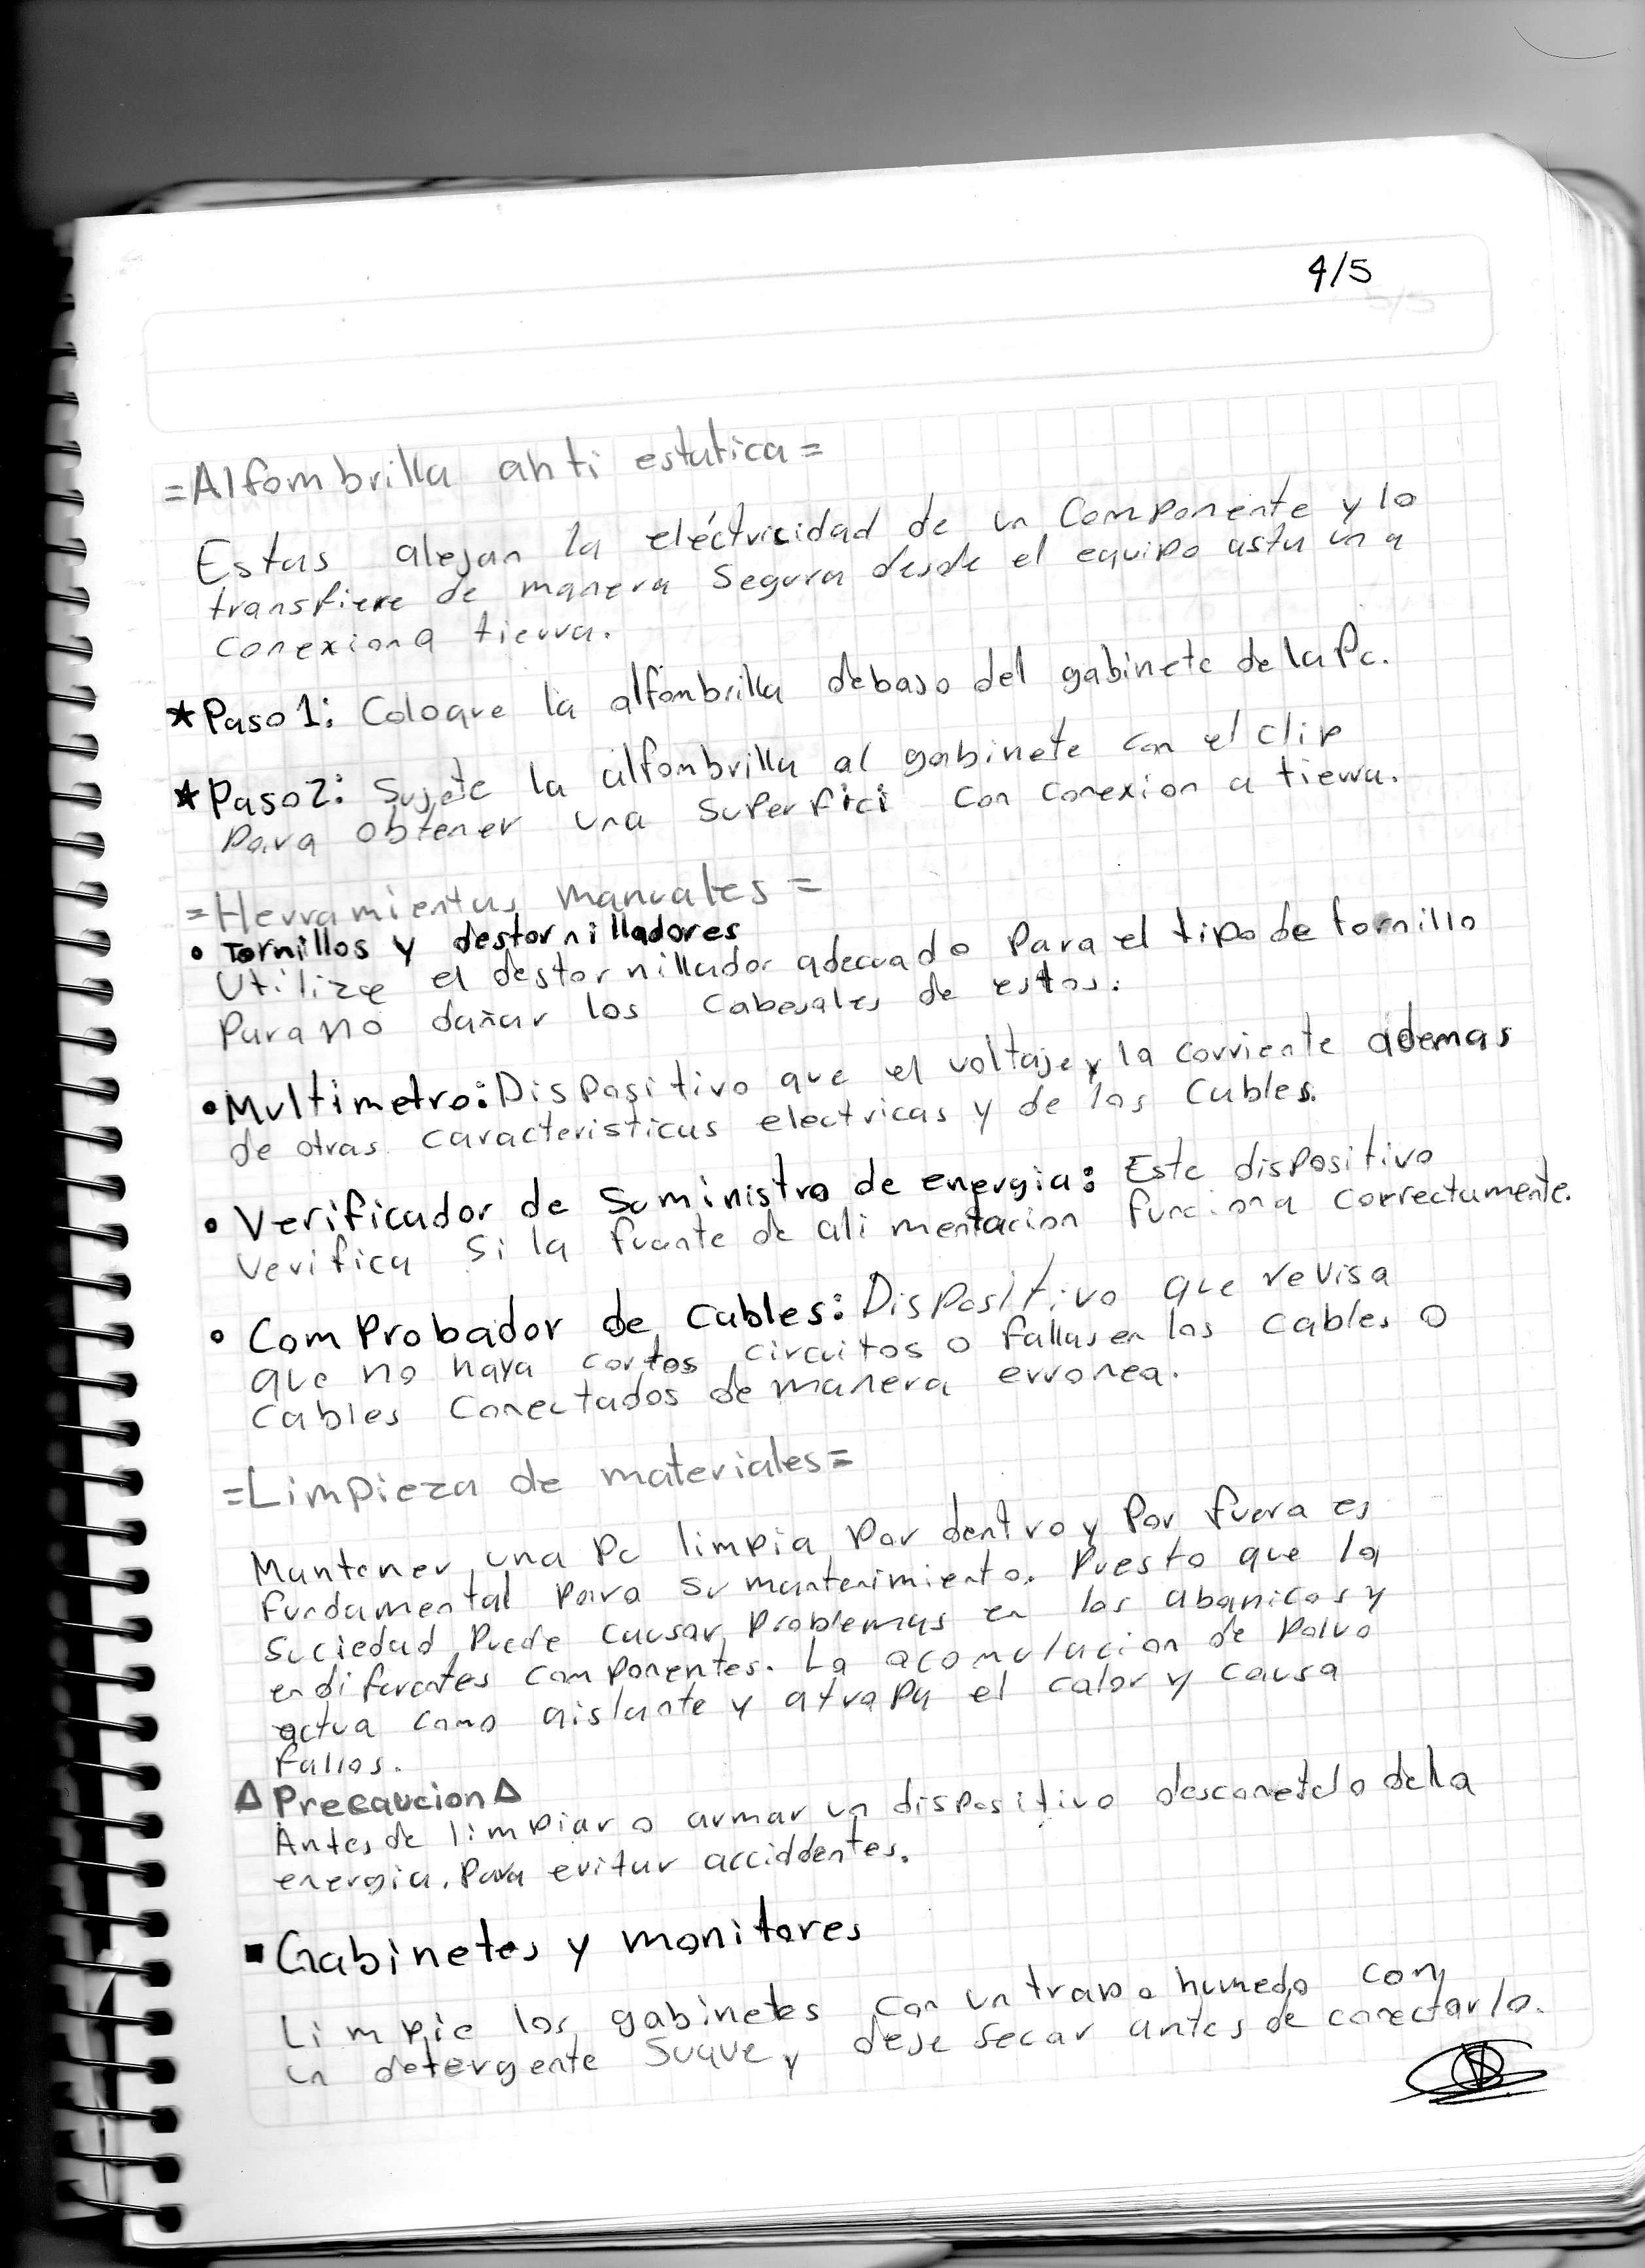 4/5
=Alfombrilla anti estatica=
Estas alejan la eléctricidad de un Componente y lo
transfiere de manera Segura desde el equipo asta una
conexion a tierra.
★Paso 1: Coloque la alfombrilla debajo del gabinete de la Pc.
★Paso 2: Sujete la alfombrilla al gabinete con el clip
Para obtener una superfici con conexion a tierra.
=Herramientas manuales=
• Tornillos y destornilladores
Utilize el destornillador adecuado Para el tipo de tornillo
Para no dañar los cabesales de estos.
• Multimetro: Dispositivo que el voltaje y la corriente ademas
de otras caracteristicas electricas y de los Cables.
• Verificador de suministro de energia: Este dispositivo
verifica si la fuente de alimentacion funciona correctamente.
• Comprobador de cables: Dispositivo que revisa
que no haya cortos circuitos o fallas en los cables o
cables conectados de manera erronea.
=Limpieza de materiales=
Mantener una Pc limpia por dentro y Por fuera es
fundamental para su mantenimiento. Puesto que la
suciedad Puede causar Problemas en los abanicos y
en diferentes componentes. La acomulacion de Polvo
actua como aislante y atrapa el calor y causa
fallos.
△Precaucion△
Antes de limpiar o armar un dispositivo desconetelo della
energia, Para evitar acciddentes.
▪Gabinetes y monitores
Limpie los gabinetes con un trapo humedo con
un detergente suave y deje secar antes de conectarlo.